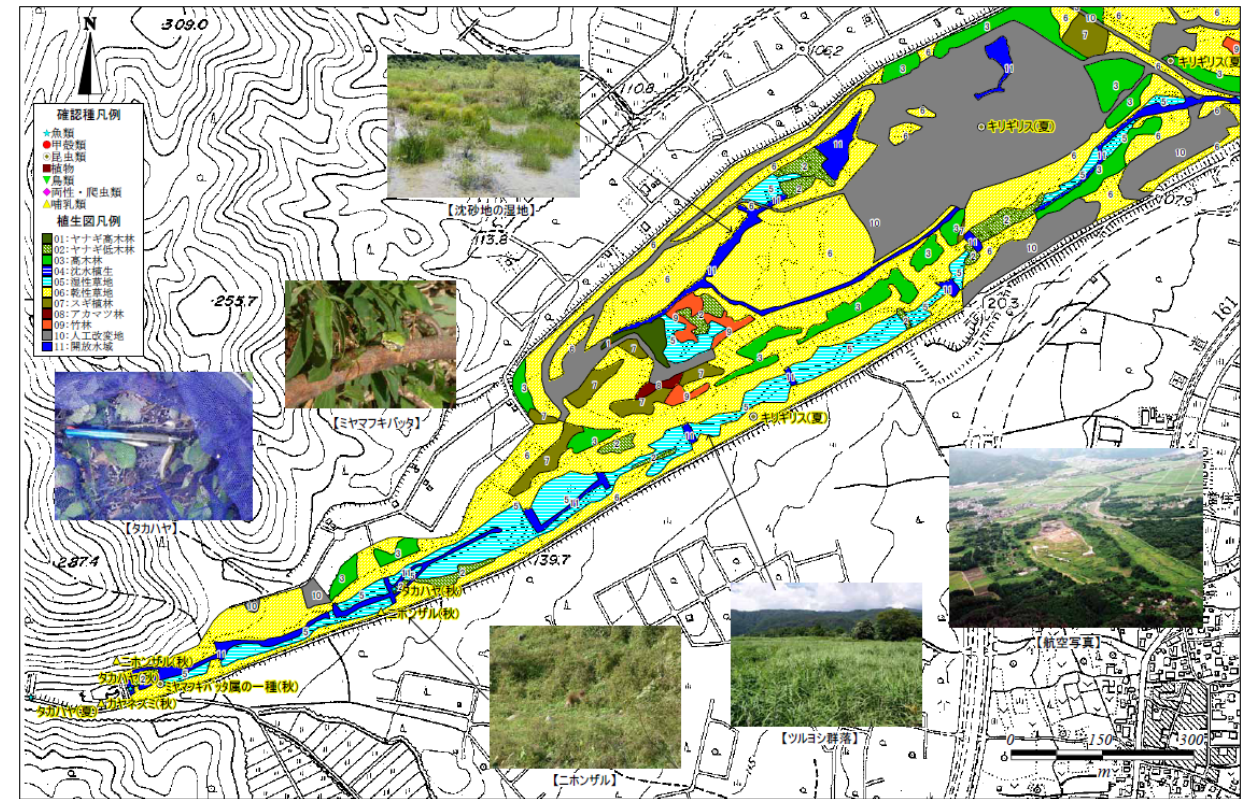 N
309.0
106.2
110.8
113.8
255.7
287.4
確認種凡例
魚類
甲殻類
昆虫類
植物
鳥類
両性・爬虫類
哺乳類
植生図凡例
01:ヤナギ高木林
02:ヤナギ低木林
03:高木林
04:沈水植生
05:湿性草地
06:乾性草地
07:スギ植林
08:アカマツ林
09:竹林
10:人工改変地
11:開放水域
【沈砂地の湿地】
キリギリス(夏)
キリギリス(夏)
120.3
161
【ミヤマフキバッタ】
キリギリス(夏)
【タカハヤ】
139.7
タカハヤ(秋)
ニホンザル(秋)
ニホンザル(秋)
タカハヤ(秋)
ミヤマフキバッタ属の一種(秋)
カヤネズミ(秋)
タカハヤ(夏)
【ニホンザル】
【ツルヨシ群落】
【航空写真】
0 150 300
m